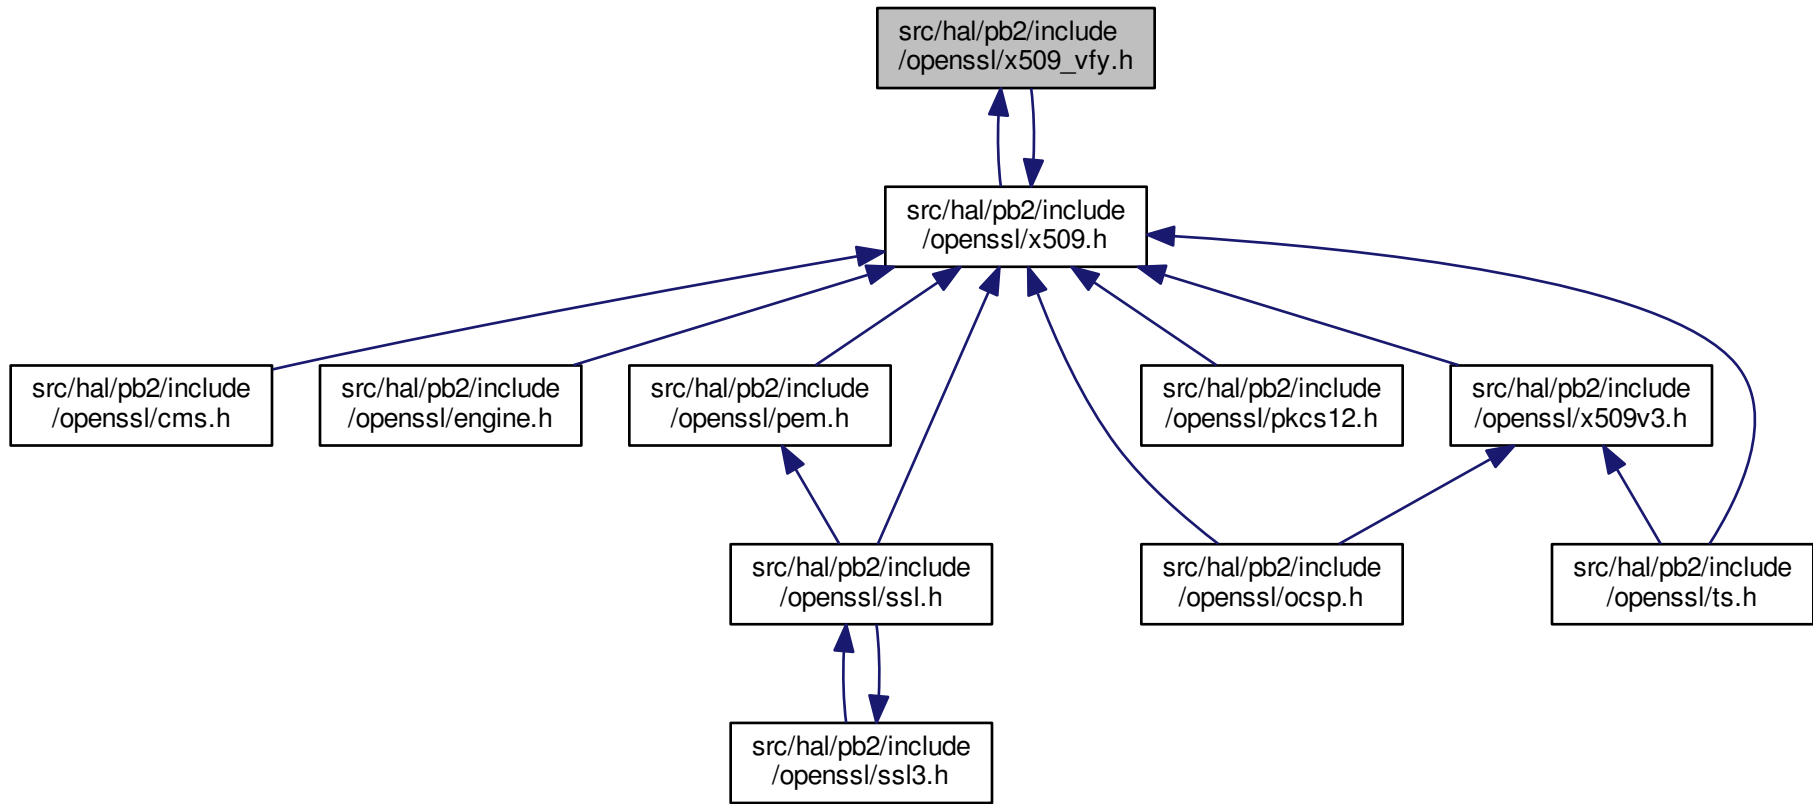 src/hal/pb2/include
/openssl/x509_vfy.h
src/hal/pb2/include
/openssl/x509.h
src/hal/pb2/include
/openssl/cms.h
src/hal/pb2/include
/openssl/engine.h
src/hal/pb2/include
/openssl/pem.h
src/hal/pb2/include
/openssl/pkcs12.h
src/hal/pb2/include
/openssl/x509v3.h
src/hal/pb2/include
/openssl/ssl.h
src/hal/pb2/include
/openssl/ocsp.h
src/hal/pb2/include
/openssl/ts.h
src/hal/pb2/include
/openssl/ssl3.h